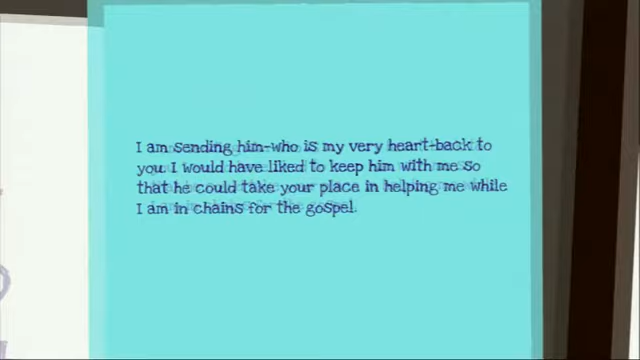 I am sending him-who is my very heart-back to
you I would have liked to keep him with me so
that he could take your place in helping me while
I am in chains for the gospel.